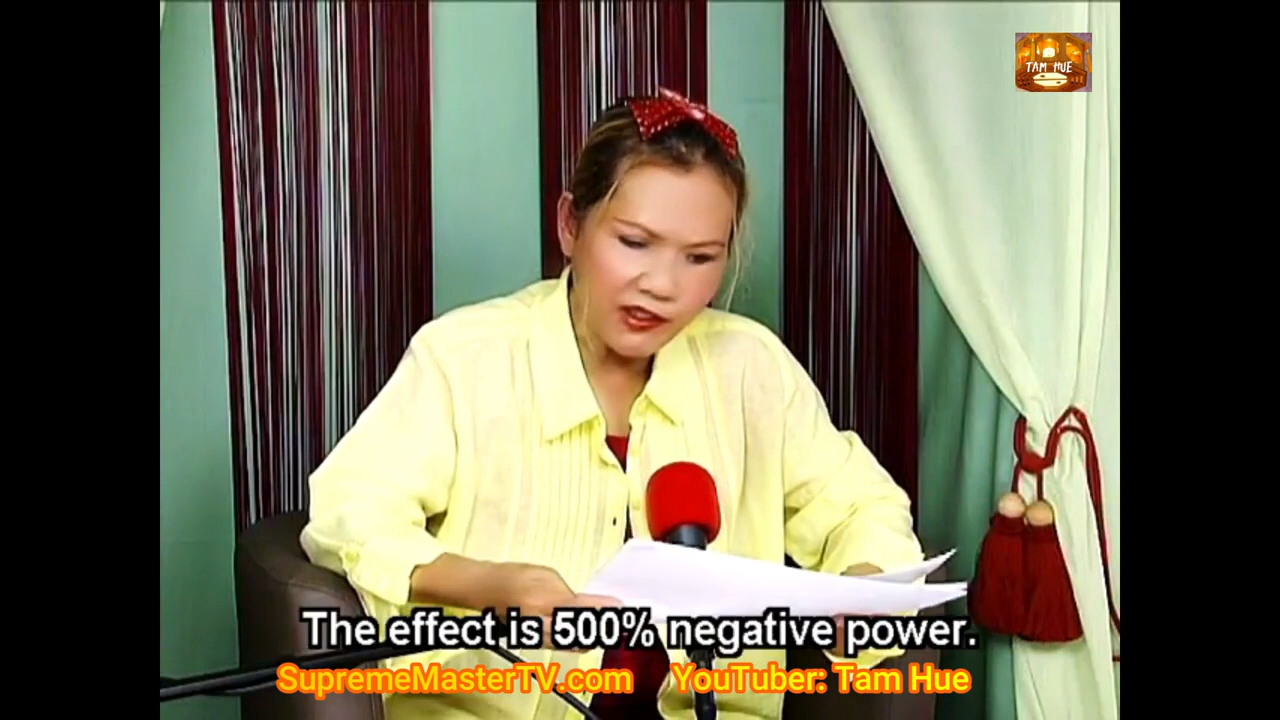 TAM HUE
The effect is 500% negative power.
SupremeMasterTV.com YouTuber: Tam Hue